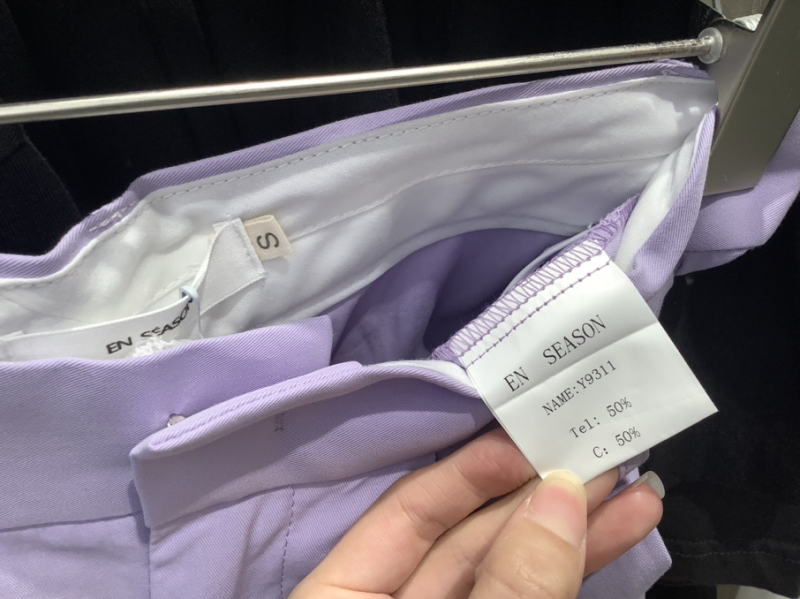 S
EN SEASON
EN SEASON
NAME:Y9311
Tel: 50%
C: 50%